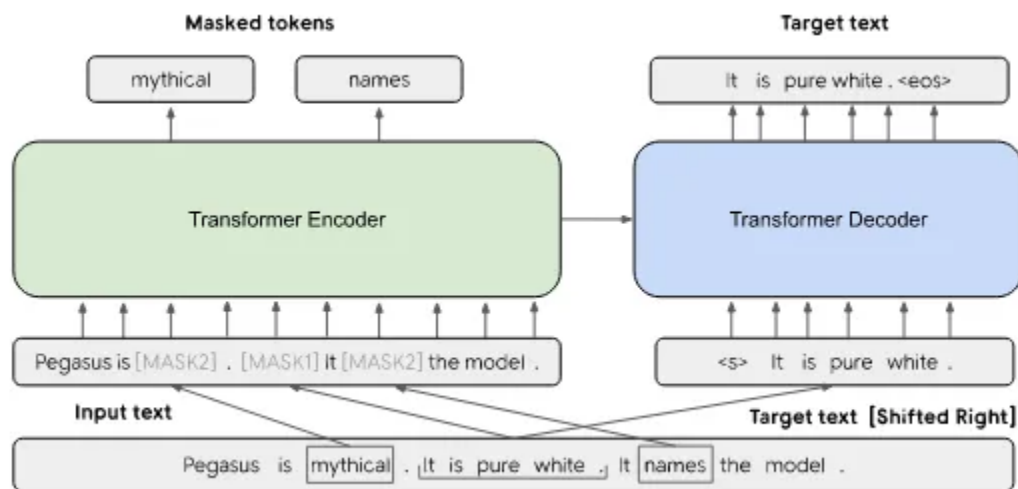 Masked tokens
Target text
mythical
names
It is pure white . <eos>
Transformer Encoder
Transformer Decoder
Pegasus is [MASK2] . [MASK1] It [MASK2] the model .
<s> It is pure white .
Input text
Target text [Shifted Right]
Pegasus is mythical . It is pure white . It names the model .